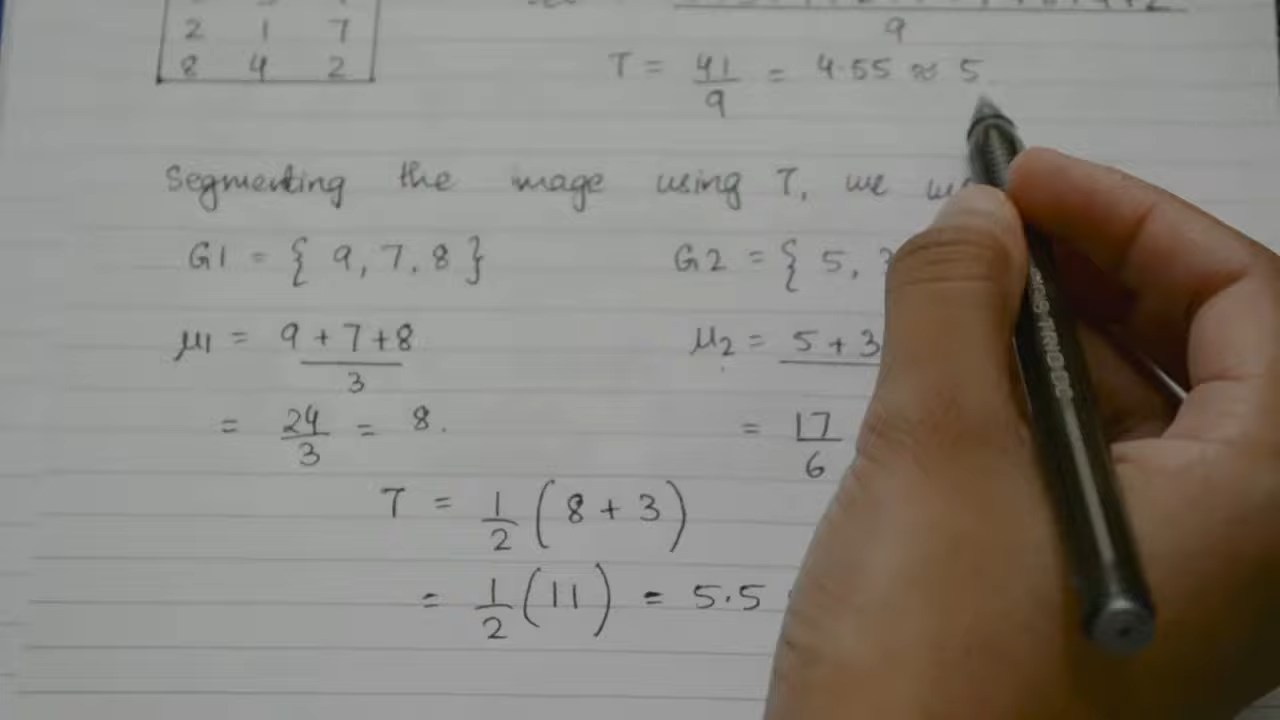 2 1 7
8 4 2
9
T = 41/9 = 4.55 ≈ 5
Segmenting the image using T, we
G1 = { 9, 7, 8 }
G2 = { 5,
μ1 = 9 + 7 + 8 / 3
μ2 = 5 + 3
= 24/3 = 8.
= 17/6
T = 1/2 (8 + 3)
= 1/2 (11) = 5.5